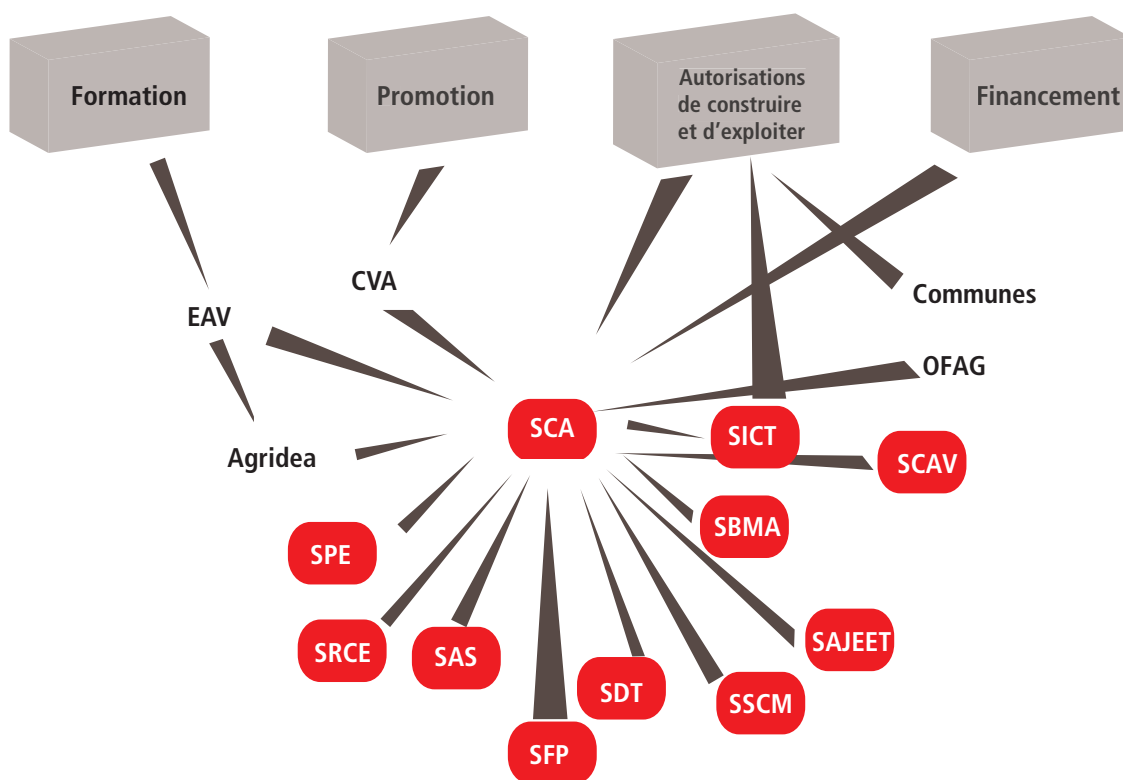 Formation
Promotion
Autorisations
de construire
et d'exploiter
Financement
CVA
Communes
EAV
OFAG
SCA
SICT
Agridea
SCAV
SBMA
SPE
SAJEET
SRCE
SAS
SDT
SSCM
SFP